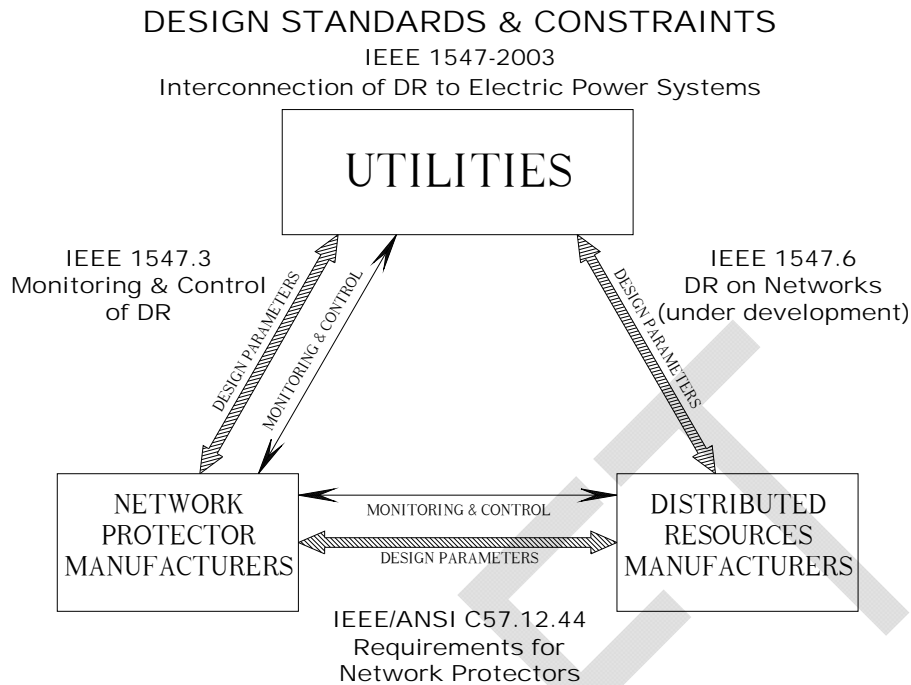 DESIGN STANDARDS & CONSTRAINTS
IEEE 1547-2003
Interconnection of DR to Electric Power Systems
UTILITIES
IEEE 1547.3
Monitoring & Control
of DR
DESIGN PARAMETERS
MONITORING & CONTROL
DESIGN PARAMETERS
IEEE 1547.6
DR on Networks
(under development)
NETWORK
PROTECTOR
MANUFACTURERS
MONITORING & CONTROL
DESIGN PARAMETERS
DISTRIBUTED
RESOURCES
MANUFACTURERS
IEEE/ANSI C57.12.44
Requirements for
Network Protectors